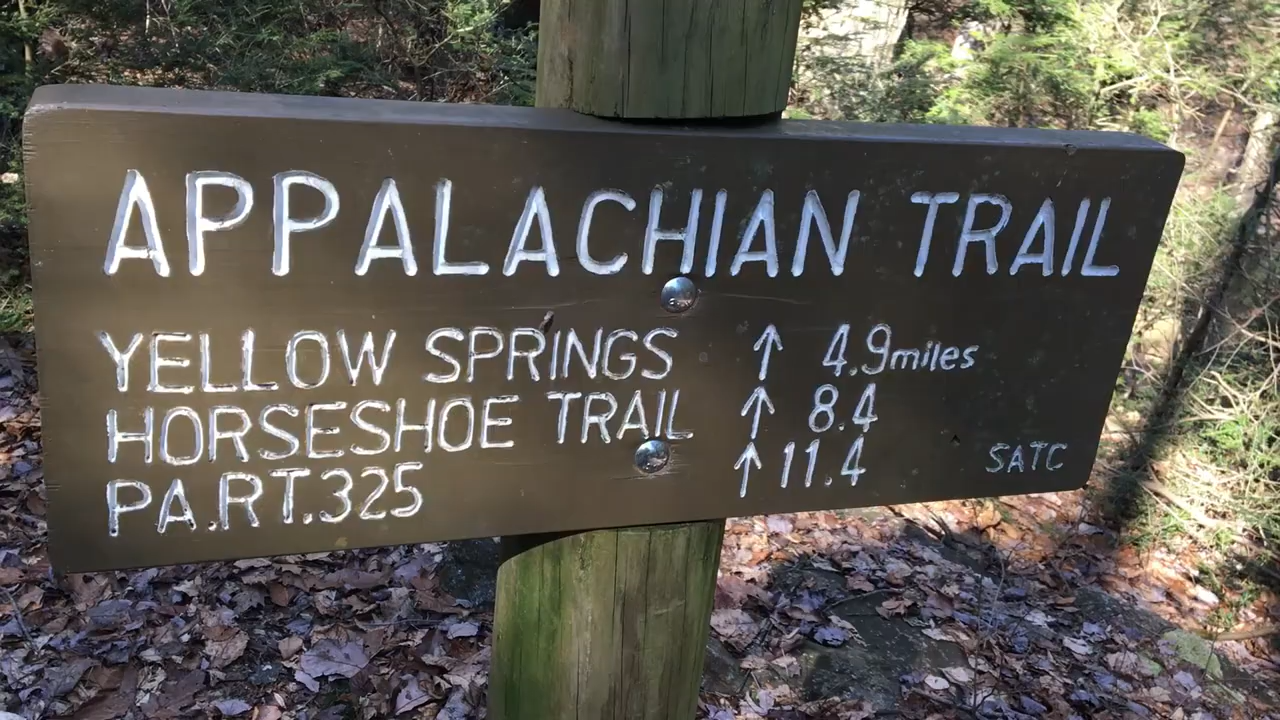 APPALACHIAN TRAIL
YELLOW SPRINGS ↑ 4.9miles
HORSESHOE TRAIL ↑ 8.4
PA.RT.325 ↑ 11.4
SATC